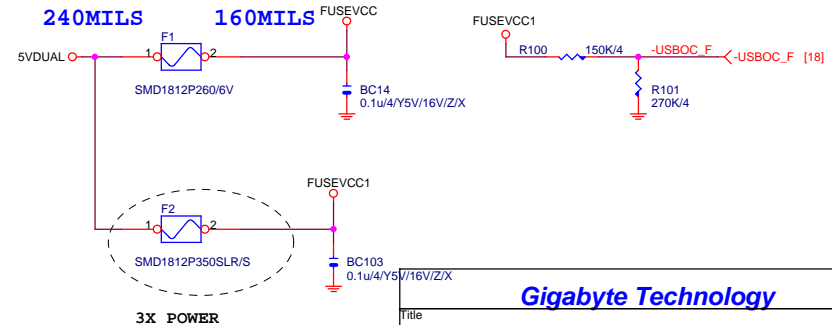 240MILS 160MILS FUSEVCC
F1
5VDUAL 1 2
SMD1812P260/6V
BC14
0.1u/4/Y5V/16V/Z/X
FUSEVCC1
R100 150K/4 -USBOC_F -USBOC_F [18]
R101
270K/4
FUSEVCC1
F2
1 2
SMD1812P350SLR/S
BC103
0.1u/4/Y5V/16V/Z/X
3X POWER
Gigabyte Technology
Title